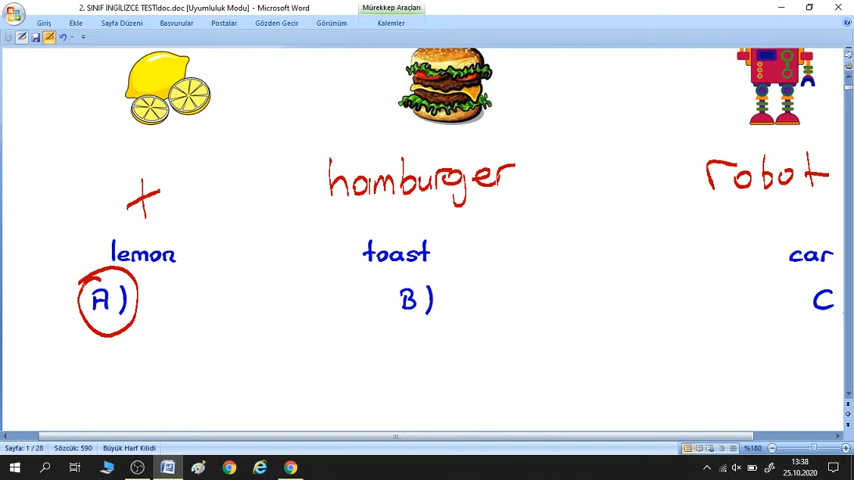 2. SINIF İNGİLİZCE TESTİdoc.doc [Uyumluluk Modu] - Microsoft Word
Mürekkep Araçları
Giriş Ekle Sayfa Düzeni Başvurular Postalar Gözden Geçir Görünüm Kalemler
+ hamburger robot
lemon toast car
A) B) C
Sayfa: 1 / 28 Sözcük: 590 Büyük Harf Kilidi %180
13:38
25.10.2020